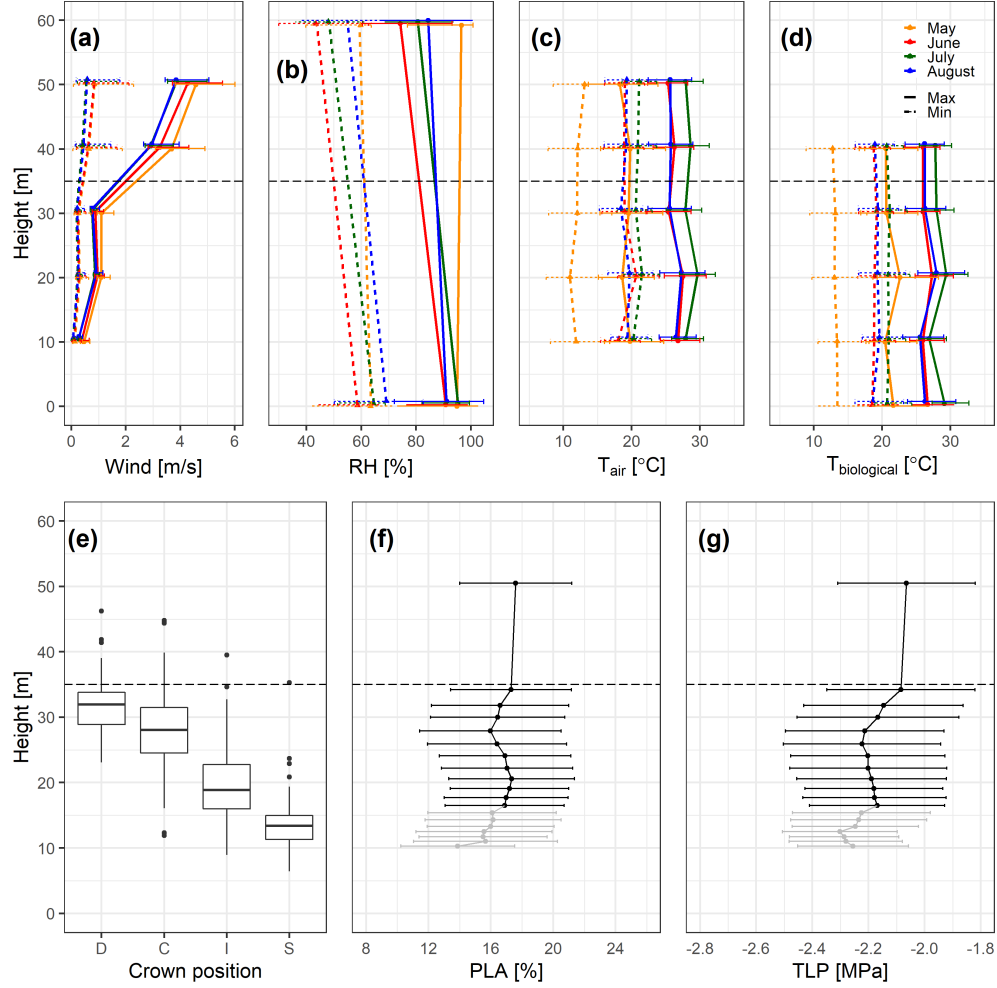 (a)
(b)
(c)
(d)
May
June
July
August
Max
Min
Height [m]
60
50
40
30
20
10
0
0 2 4 6
Wind [m/s]
40 60 80 100
RH [%]
10 20 30
T_air [°C]
10 20 30
T_biological [°C]
(e)
(f)
(g)
Height [m]
60
50
40
30
20
10
0
D C I S
Crown position
8 12 16 20 24
PLA [%]
-2.8 -2.6 -2.4 -2.2 -2.0 -1.8
TLP [MPa]